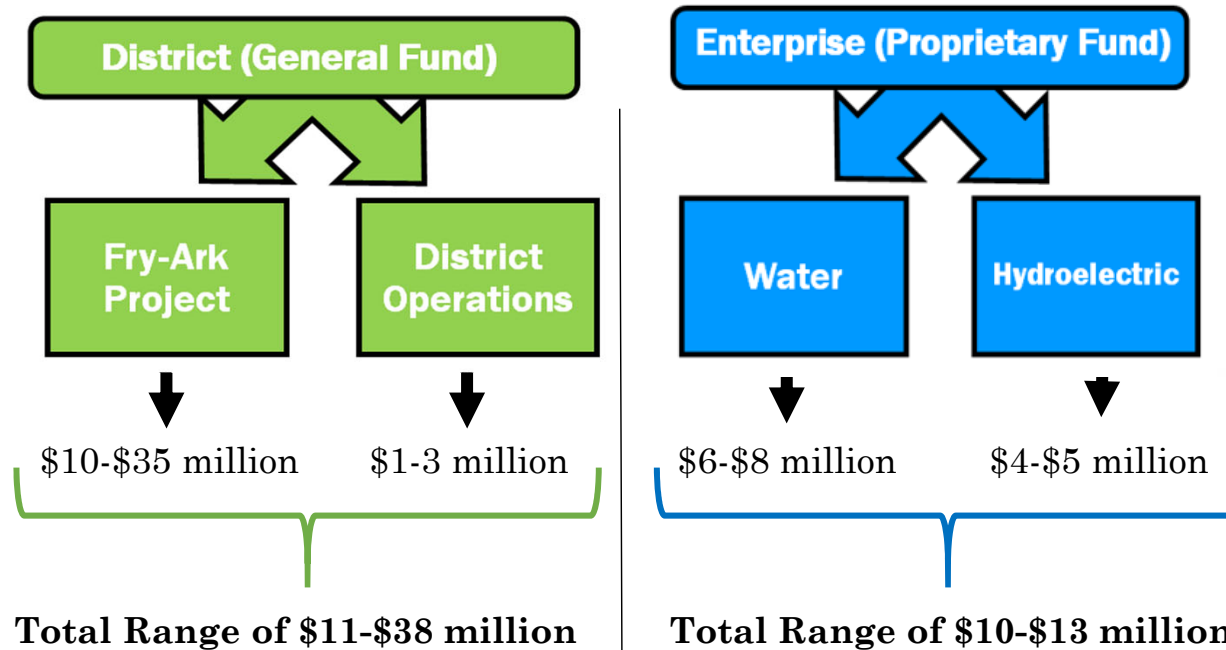 District (General Fund)
Enterprise (Proprietary Fund)
Fry-Ark
Project
District
Operations
Water
Hydroelectric
$10-$35 million
$1-3 million
$6-$8 million
$4-$5 million
Total Range of $11-$38 million
Total Range of $10-$13 million